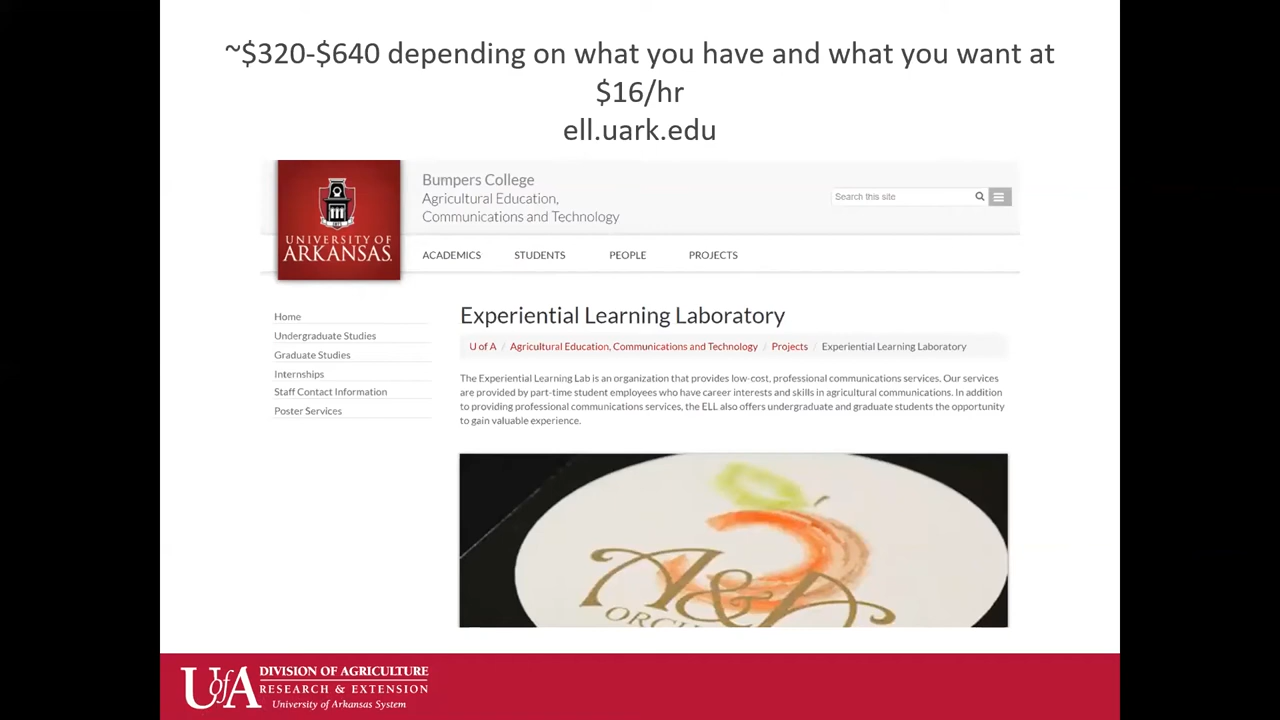 ~$320-$640 depending on what you have and what you want at
$16/hr
ell.uark.edu
UNIVERSITY OF
ARKANSAS.
Bumpers College
Agricultural Education,
Communications and Technology
Search this site
ACADEMICS STUDENTS PEOPLE PROJECTS
Home
Undergraduate Studies
Graduate Studies
Internships
Staff Contact Information
Poster Services
Experiential Learning Laboratory
U of A / Agricultural Education, Communications and Technology / Projects / Experiential Learning Laboratory
The Experiential Learning Lab is an organization that provides low-cost, professional communications services. Our services
are provided by part-time student employees who have career interests and skills in agricultural communications. In addition
to providing professional communications services, the ELL also offers undergraduate and graduate students the opportunity
to gain valuable experience.
A&A
UofA DIVISION OF AGRICULTURE
RESEARCH & EXTENSION
University of Arkansas System